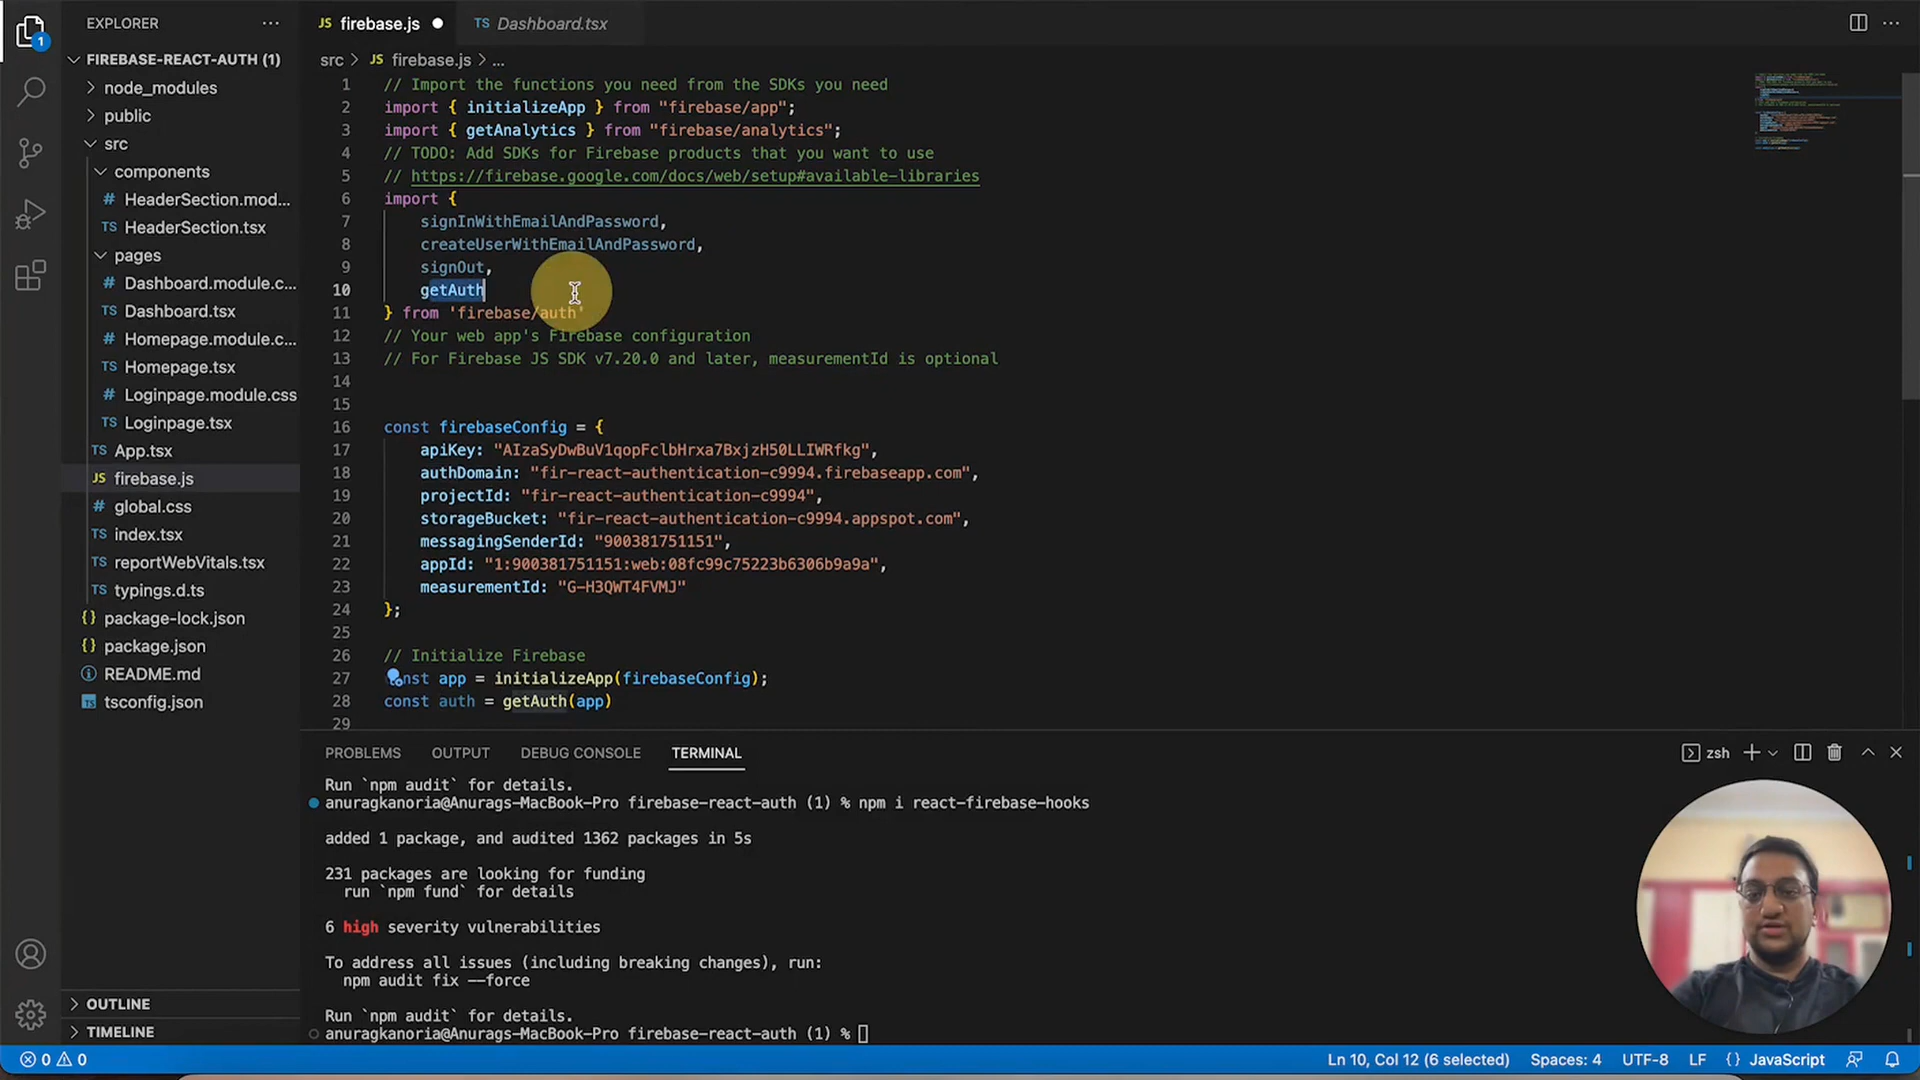 EXPLORER
FIREBASE-REACT-AUTH (1)
node_modules
public
src
components
HeaderSection.mod...
HeaderSection.tsx
pages
Dashboard.module.c...
Dashboard.tsx
Homepage.module.c...
Homepage.tsx
Loginpage.module.css
Loginpage.tsx
App.tsx
firebase.js
global.css
index.tsx
reportWebVitals.tsx
typings.d.ts
package-lock.json
package.json
README.md
tsconfig.json
OUTLINE
TIMELINE
JS firebase.js
TS Dashboard.tsx
src > JS firebase.js > ...
1 // Import the functions you need from the SDKs you need
2 import { initializeApp } from "firebase/app";
3 import { getAnalytics } from "firebase/analytics";
4 // TODO: Add SDKs for Firebase products that you want to use
5 // https://firebase.google.com/docs/web/setup#available-libraries
6 import {
7 signInWithEmailAndPassword,
8 createUserWithEmailAndPassword,
9 signOut,
10 getAuth
11 } from 'firebase/auth'
12 // Your web app's Firebase configuration
13 // For Firebase JS SDK v7.20.0 and later, measurementId is optional
14
15
16 const firebaseConfig = {
17 apiKey: "AIzaSyDwBuV1qopFclbHrxa7BxjzH50LLIWRfkg",
18 authDomain: "fir-react-authentication-c9994.firebaseapp.com",
19 projectId: "fir-react-authentication-c9994",
20 storageBucket: "fir-react-authentication-c9994.appspot.com",
21 messagingSenderId: "900381751151",
22 appId: "1:900381751151:web:08fc99c75223b6306b9a9a",
23 measurementId: "G-H3QWT4FVMJ"
24 };
25
26 // Initialize Firebase
27 const app = initializeApp(firebaseConfig);
28 const auth = getAuth(app)
29
PROBLEMS OUTPUT DEBUG CONSOLE TERMINAL
zsh
Run `npm audit` for details.
anuragkanoria@Anurags-MacBook-Pro firebase-react-auth (1) % npm i react-firebase-hooks
added 1 package, and audited 1362 packages in 5s
231 packages are looking for funding
run `npm fund` for details
6 high severity vulnerabilities
To address all issues (including breaking changes), run:
npm audit fix --force
Run `npm audit` for details.
anuragkanoria@Anurags-MacBook-Pro firebase-react-auth (1) %
0 0
Ln 10, Col 12 (6 selected) Spaces: 4 UTF-8 LF {} JavaScript